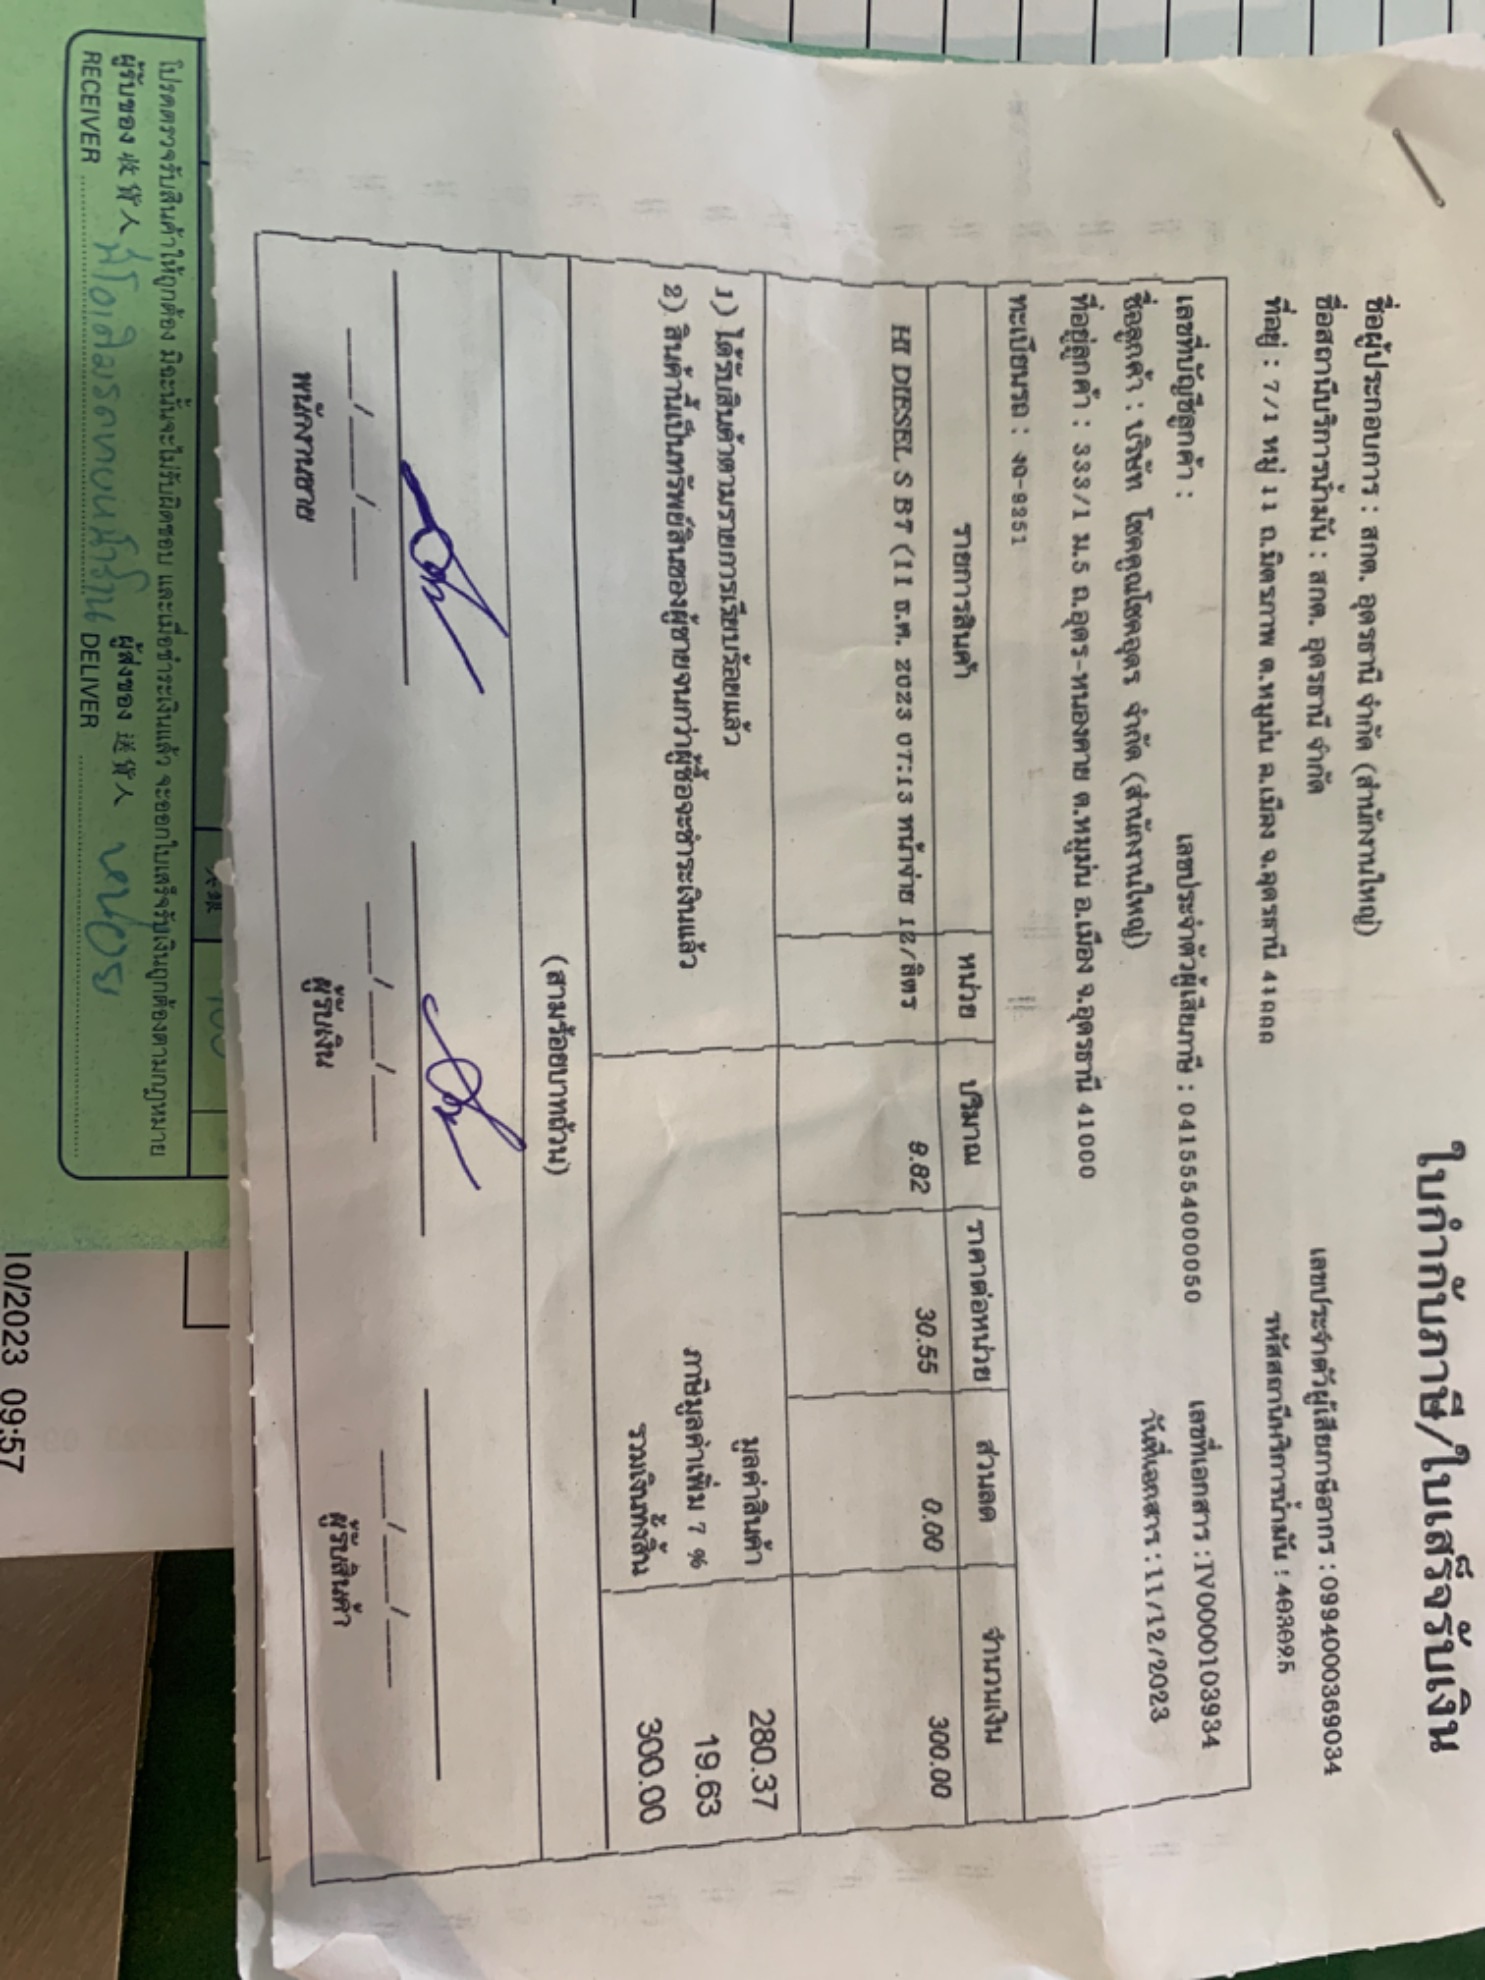 ใบกำกับภาษี/ใบเสร็จรับเงิน
ชื่อผู้ประกอบการ : สกต. อุดรธานี จำกัด (สำนักงานใหญ่)
เลขประจำตัวผู้เสียภาษีอากร : 0994000369034
ชื่อสถานีบริการน้ำมัน : สกต. อุดรธานี จำกัด
รหัสสถานีบริการน้ำมัน : 403095
ที่อยู่ : 7/1 หมู่ 11 ถ.มิตรภาพ ต.หมูม่น อ.เมือง จ.อุดรธานี 41000
เลขที่บัญชีลูกค้า : เลขประจำตัวผู้เสียภาษี : 0415554000050 เลขที่เอกสาร : IV0000103934
ชื่อลูกค้า : บริษัท โชคคูณโชคอุดร จำกัด (สำนักงานใหญ่) วันที่เอกสาร : 11/12/2023
ที่อยู่ลูกค้า : 333/1 ม.5 ถ.อุดร-หนองคาย ต.หมูม่น อ.เมือง จ.อุดรธานี 41000
ทะเบียนรถ :
รายการสินค้า หน่วย ปริมาณ ราคาต่อหน่วย ส่วนลด จำนวนเงิน
HI DIESEL S B7 (11 ธ.ค. 2023 07:13 หน้าจ่าย 12/ลิตร 9.82 30.55 0.00 300.00
1) ได้รับสินค้าตามรายการเรียบร้อยแล้ว มูลค่าสินค้า 280.37
2) สินค้านี้เป็นทรัพย์สินของผู้ขายจนกว่าผู้ซื้อจะชำระเงินแล้ว ภาษีมูลค่าเพิ่ม 7 % 19.63
รวมเงินทั้งสิ้น 300.00
(สามร้อยบาทถ้วน)
___/___/___ ___/___/___ ___/___/___
พนักงานขาย ผู้รับเงิน ผู้รับสินค้า
โปรดตรวจรับสินค้าให้ถูกต้อง มิฉะนั้นจะไม่รับผิดชอบ และเมื่อชำระเงินแล้ว จะออกใบเสร็จรับเงินถูกต้องตามกฎหมาย
ผู้รับของ 收貨人 ผู้ส่งของ 送貨人
RECEIVER DELIVER
10/2023 09:57